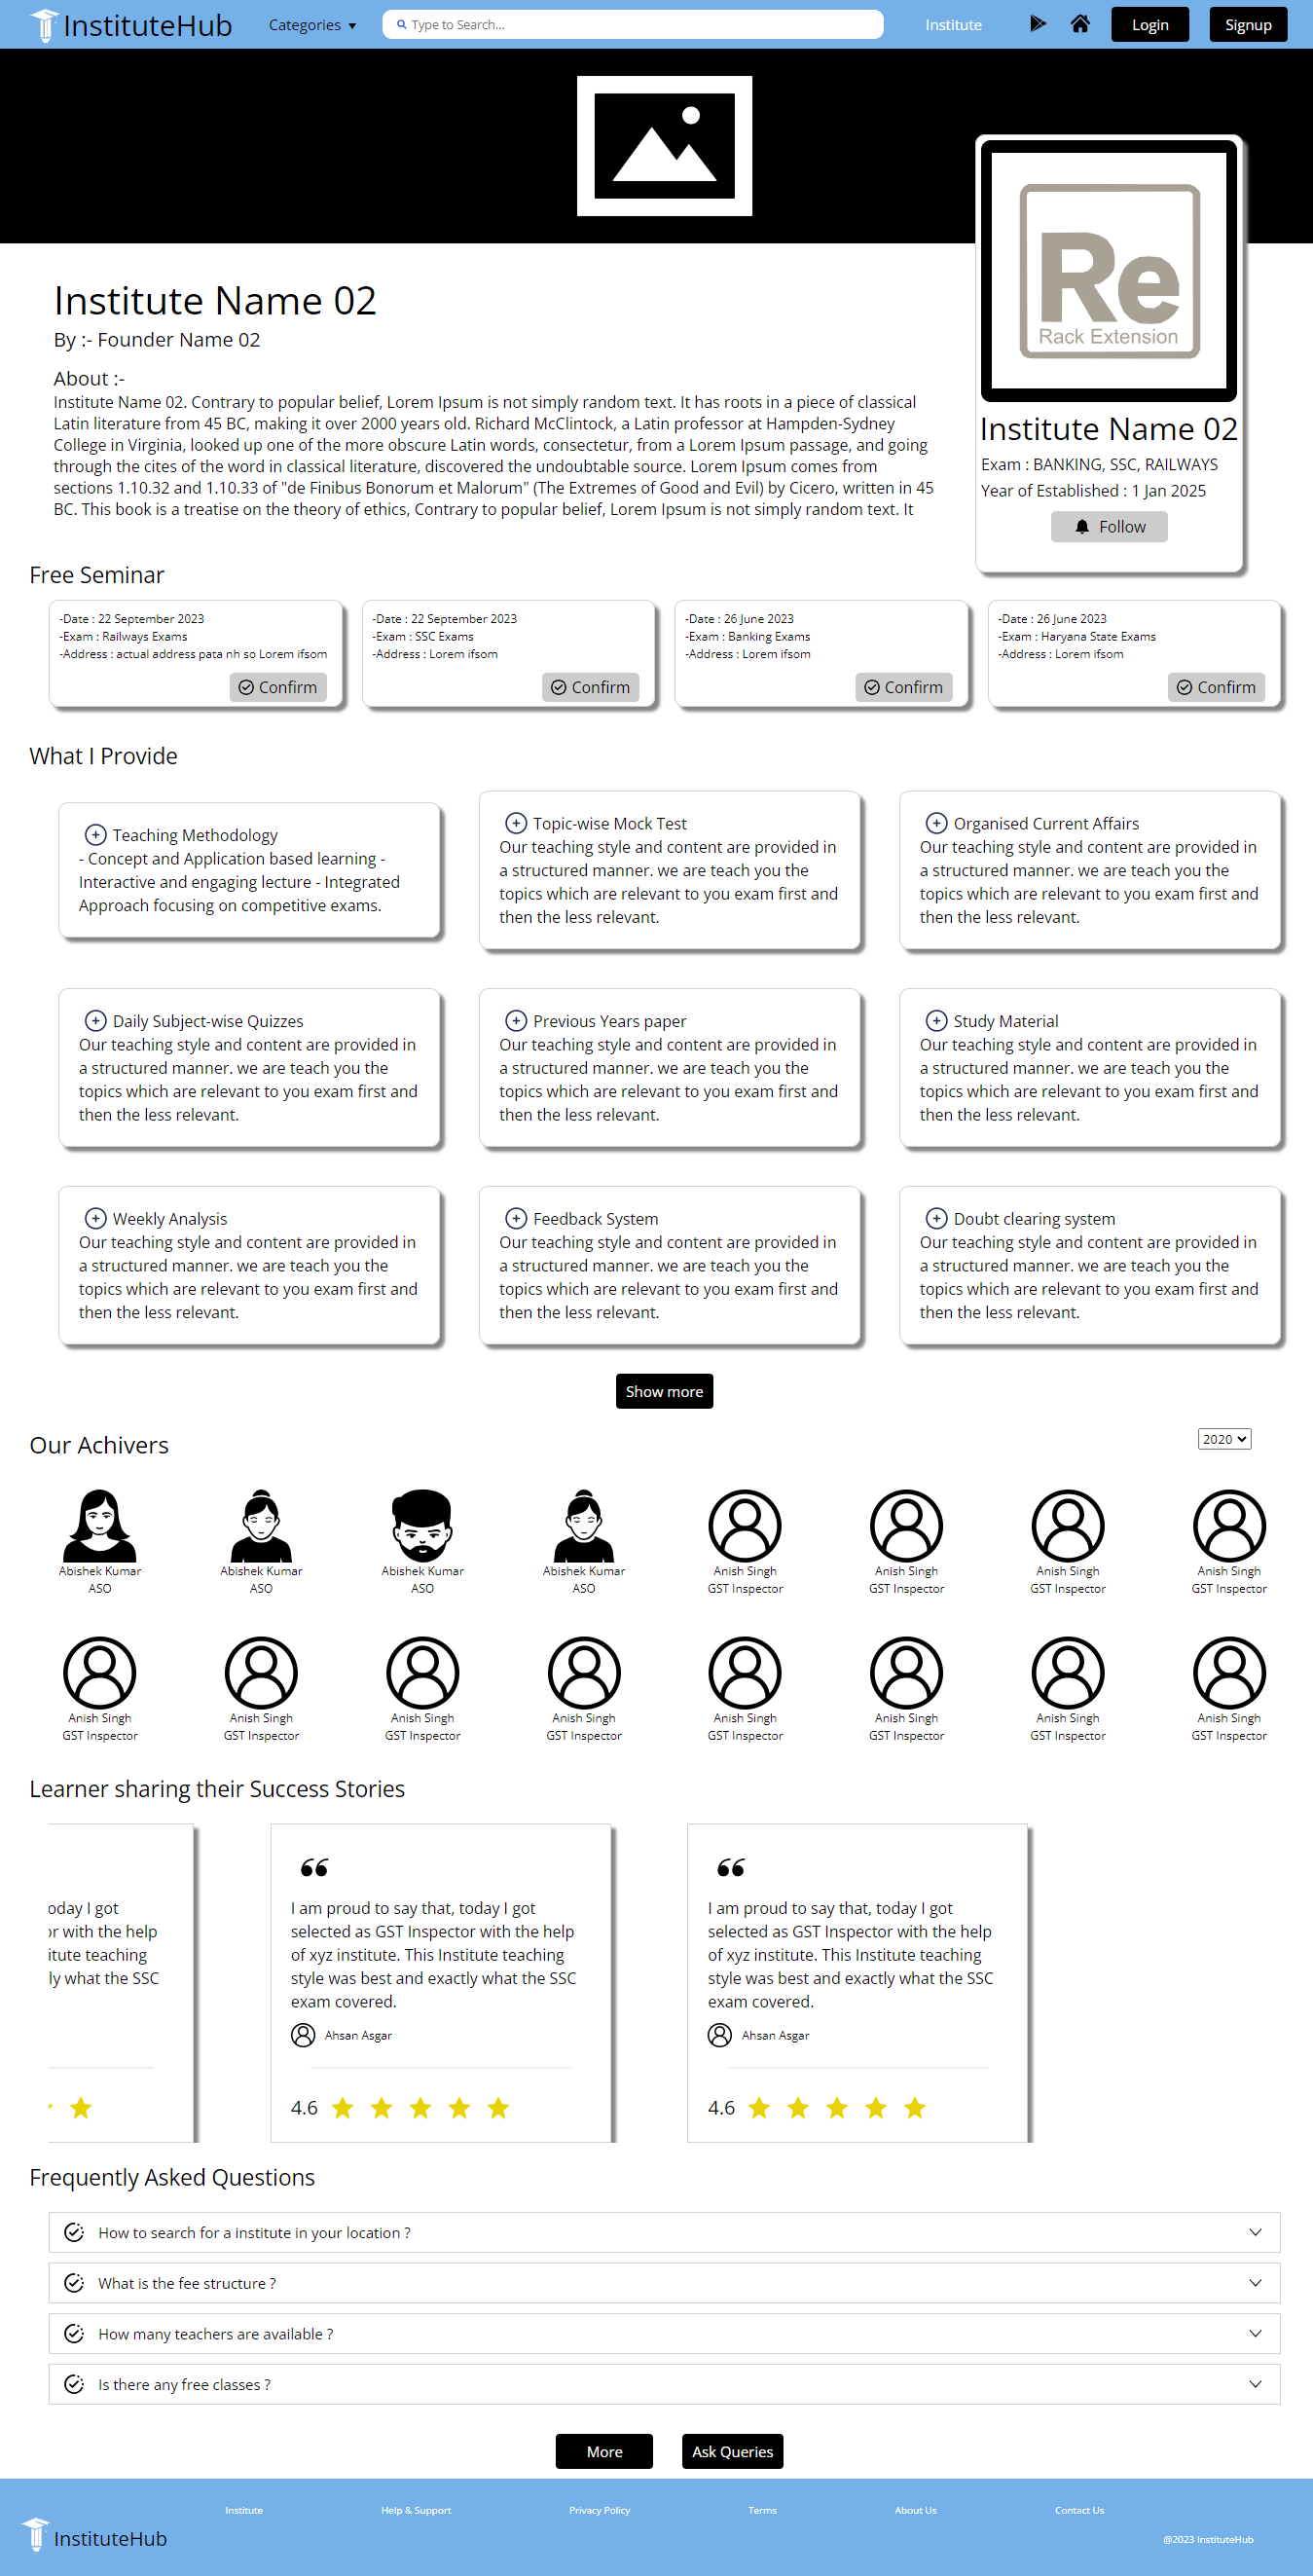 InstituteHub
Categories
Type to Search...
Institute
Login
Signup
Re
Rack Extension
Institute Name 02
Exam : BANKING, SSC, RAILWAYS
Year of Established : 1 Jan 2025
Follow
Institute Name 02
By :- Founder Name 02
About :-
Institute Name 02. Contrary to popular belief, Lorem Ipsum is not simply random text. It has roots in a piece of classical
Latin literature from 45 BC, making it over 2000 years old. Richard McClintock, a Latin professor at Hampden-Sydney
College in Virginia, looked up one of the more obscure Latin words, consectetur, from a Lorem Ipsum passage, and going
through the cites of the word in classical literature, discovered the undoubtable source. Lorem Ipsum comes from
sections 1.10.32 and 1.10.33 of "de Finibus Bonorum et Malorum" (The Extremes of Good and Evil) by Cicero, written in 45
BC. This book is a treatise on the theory of ethics, Contrary to popular belief, Lorem Ipsum is not simply random text. It
Free Seminar
-Date : 22 September 2023
-Exam : Railways Exams
-Address : actual address pata nh so Lorem ifsom
Confirm
-Date : 22 September 2023
-Exam : SSC Exams
-Address : Lorem ifsom
Confirm
-Date : 26 June 2023
-Exam : Banking Exams
-Address : Lorem ifsom
Confirm
-Date : 26 June 2023
-Exam : Haryana State Exams
-Address : Lorem ifsom
Confirm
What I Provide
Teaching Methodology
- Concept and Application based learning -
Interactive and engaging lecture - Integrated
Approach focusing on competitive exams.
Topic-wise Mock Test
Our teaching style and content are provided in
a structured manner. we are teach you the
topics which are relevant to you exam first and
then the less relevant.
Organised Current Affairs
Our teaching style and content are provided in
a structured manner. we are teach you the
topics which are relevant to you exam first and
then the less relevant.
Daily Subject-wise Quizzes
Our teaching style and content are provided in
a structured manner. we are teach you the
topics which are relevant to you exam first and
then the less relevant.
Previous Years paper
Our teaching style and content are provided in
a structured manner. we are teach you the
topics which are relevant to you exam first and
then the less relevant.
Study Material
Our teaching style and content are provided in
a structured manner. we are teach you the
topics which are relevant to you exam first and
then the less relevant.
Weekly Analysis
Our teaching style and content are provided in
a structured manner. we are teach you the
topics which are relevant to you exam first and
then the less relevant.
Feedback System
Our teaching style and content are provided in
a structured manner. we are teach you the
topics which are relevant to you exam first and
then the less relevant.
Doubt clearing system
Our teaching style and content are provided in
a structured manner. we are teach you the
topics which are relevant to you exam first and
then the less relevant.
Show more
Our Achivers
2020
Abishek Kumar
ASO
Abishek Kumar
ASO
Abishek Kumar
ASO
Abishek Kumar
ASO
Anish Singh
GST Inspector
Anish Singh
GST Inspector
Anish Singh
GST Inspector
Anish Singh
GST Inspector
Anish Singh
GST Inspector
Anish Singh
GST Inspector
Anish Singh
GST Inspector
Anish Singh
GST Inspector
Anish Singh
GST Inspector
Anish Singh
GST Inspector
Anish Singh
GST Inspector
Anish Singh
GST Inspector
Learner sharing their Success Stories
I got
with the help
teaching
what the SSC
I am proud to say that, today I got
selected as GST Inspector with the help
of xyz institute. This Institute teaching
style was best and exactly what the SSC
exam covered.
Ahsan Asgar
4.6
I am proud to say that, today I got
selected as GST Inspector with the help
of xyz institute. This Institute teaching
style was best and exactly what the SSC
exam covered.
Ahsan Asgar
4.6
Frequently Asked Questions
How to search for a institute in your location ?
What is the fee structure ?
How many teachers are available ?
Is there any free classes ?
More
Ask Queries
Institute
Help & Support
Privacy Policy
Terms
About Us
Contact Us
InstituteHub
@2023 InstituteHub